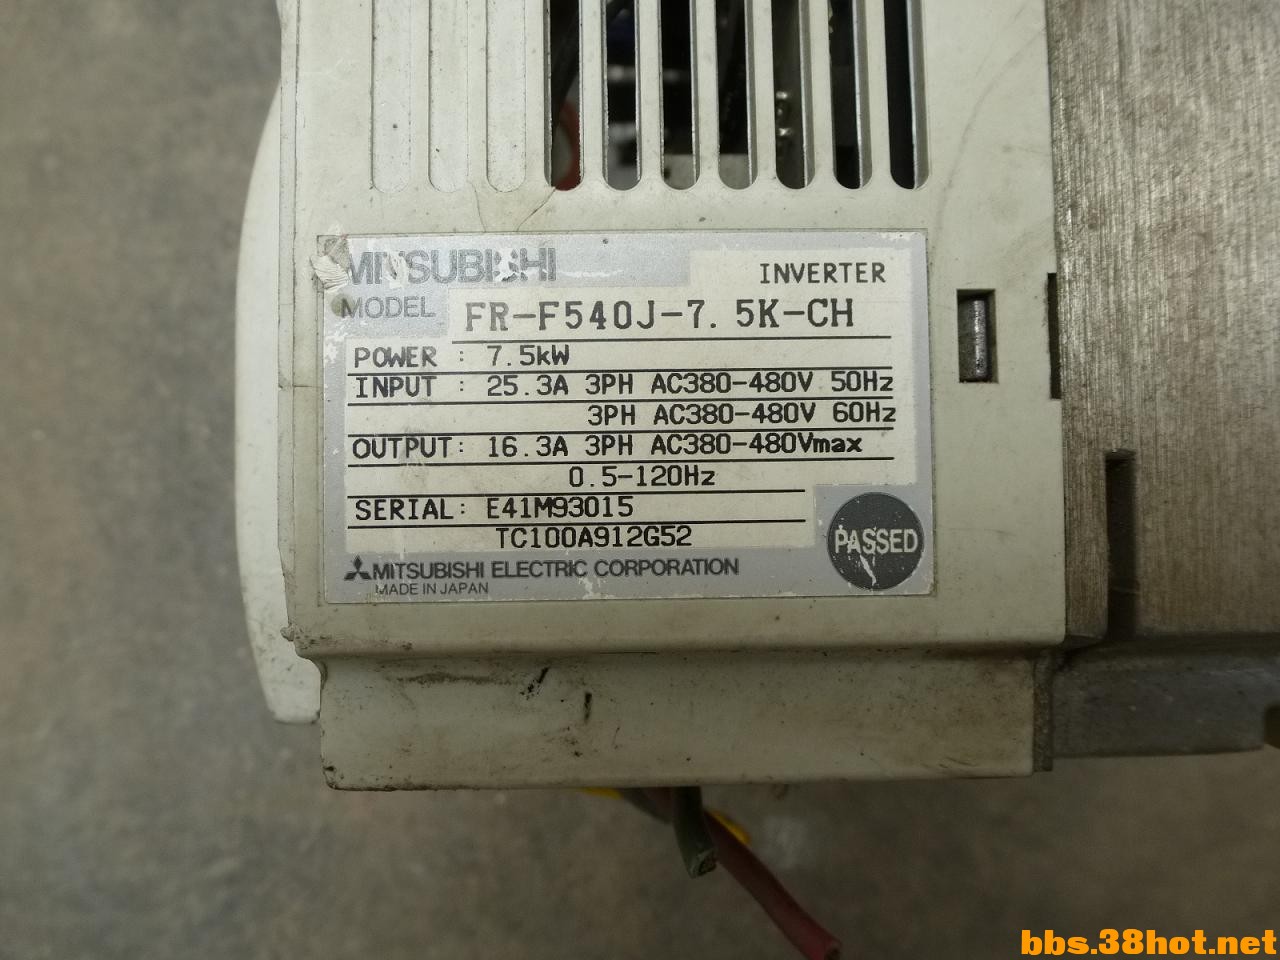 MITSUBISHI
INVERTER
MODEL FR-F540J-7.5K-CH
POWER : 7.5kW
INPUT : 25.3A 3PH AC380-480V 50Hz
3PH AC380-480V 60Hz
OUTPUT: 16.3A 3PH AC380-480Vmax
0.5-120Hz
SERIAL: E41M93015
TC100A912G52
PASSED
MITSUBISHI ELECTRIC CORPORATION
MADE IN JAPAN
bbs.38hot.net